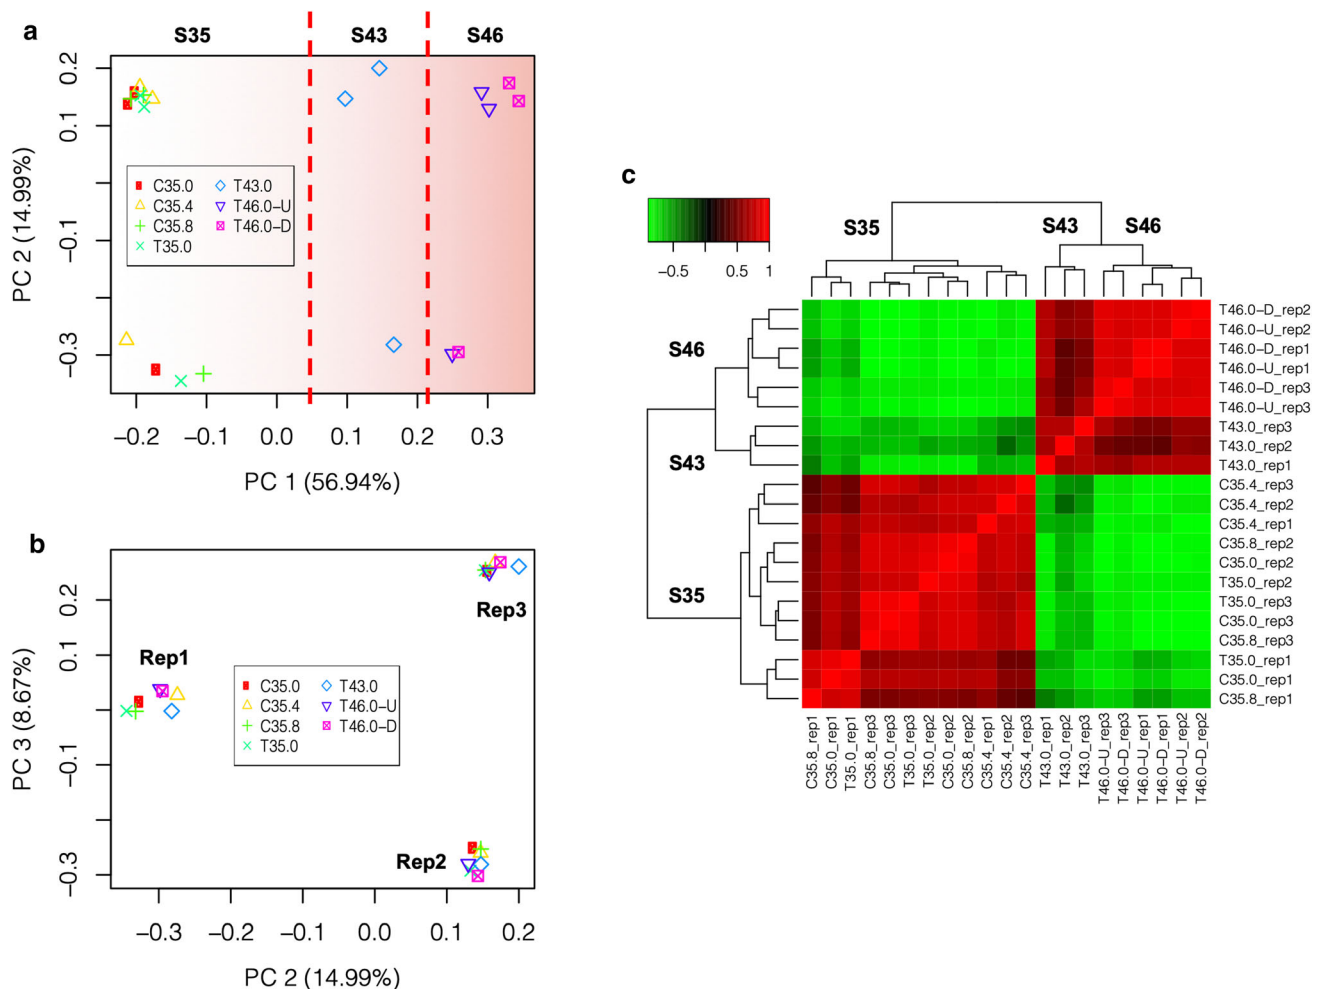 a
S35 S43 S46
0.2
0.1
−0.1
−0.3
PC 2 (14.99%)
C35.0 T43.0
C35.4 T46.0−U
C35.8 T46.0−D
T35.0
−0.2 −0.1 0.0 0.1 0.2 0.3
PC 1 (56.94%)
b
0.2
0.1
−0.1
−0.3
PC 3 (8.67%)
Rep3
Rep1
Rep2
C35.0 T43.0
C35.4 T46.0−U
C35.8 T46.0−D
T35.0
−0.3 −0.2 −0.1 0.0 0.1 0.2
PC 2 (14.99%)
c
−0.5 0.5 1
S35 S43 S46
S46
S43
S35
T46.0−D_rep2
T46.0−U_rep2
T46.0−D_rep1
T46.0−U_rep1
T46.0−D_rep3
T46.0−U_rep3
T43.0_rep3
T43.0_rep2
T43.0_rep1
C35.4_rep3
C35.4_rep2
C35.4_rep1
C35.8_rep2
C35.0_rep2
T35.0_rep2
T35.0_rep3
C35.0_rep3
C35.8_rep3
T35.0_rep1
C35.0_rep1
C35.8_rep1
C35.8_rep1
C35.0_rep1
T35.0_rep1
C35.8_rep3
C35.0_rep3
T35.0_rep3
T35.0_rep2
C35.0_rep2
C35.8_rep2
C35.4_rep1
C35.4_rep2
C35.4_rep3
T43.0_rep1
T43.0_rep2
T43.0_rep3
T46.0−U_rep3
T46.0−D_rep3
T46.0−U_rep1
T46.0−D_rep1
T46.0−U_rep2
T46.0−D_rep2